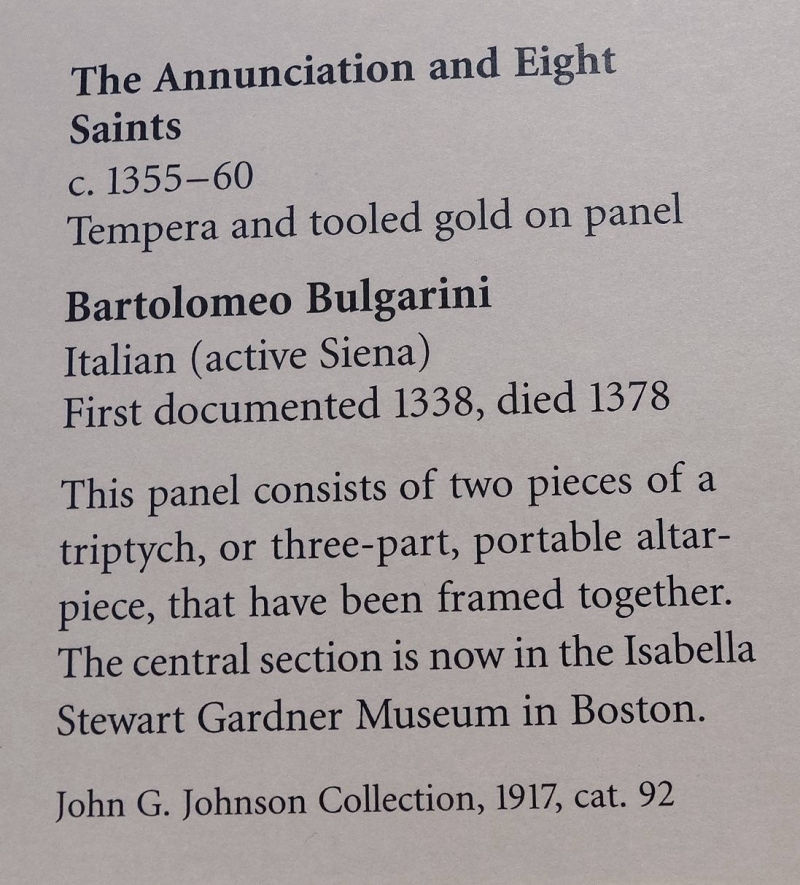 The Annunciation and Eight
Saints
c. 1355–60
Tempera and tooled gold on panel
Bartolomeo Bulgarini
Italian (active Siena)
First documented 1338, died 1378
This panel consists of two pieces of a
triptych, or three-part, portable altar-
piece, that have been framed together.
The central section is now in the Isabella
Stewart Gardner Museum in Boston.
John G. Johnson Collection, 1917, cat. 92